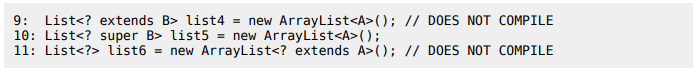 9:  List<? extends B> list4 = new ArrayList<A>(); // DOES NOT COMPILE
10: List<? super B> list5 = new ArrayList<A>();
11: List<?> list6 = new ArrayList<? extends A>(); // DOES NOT COMPILE